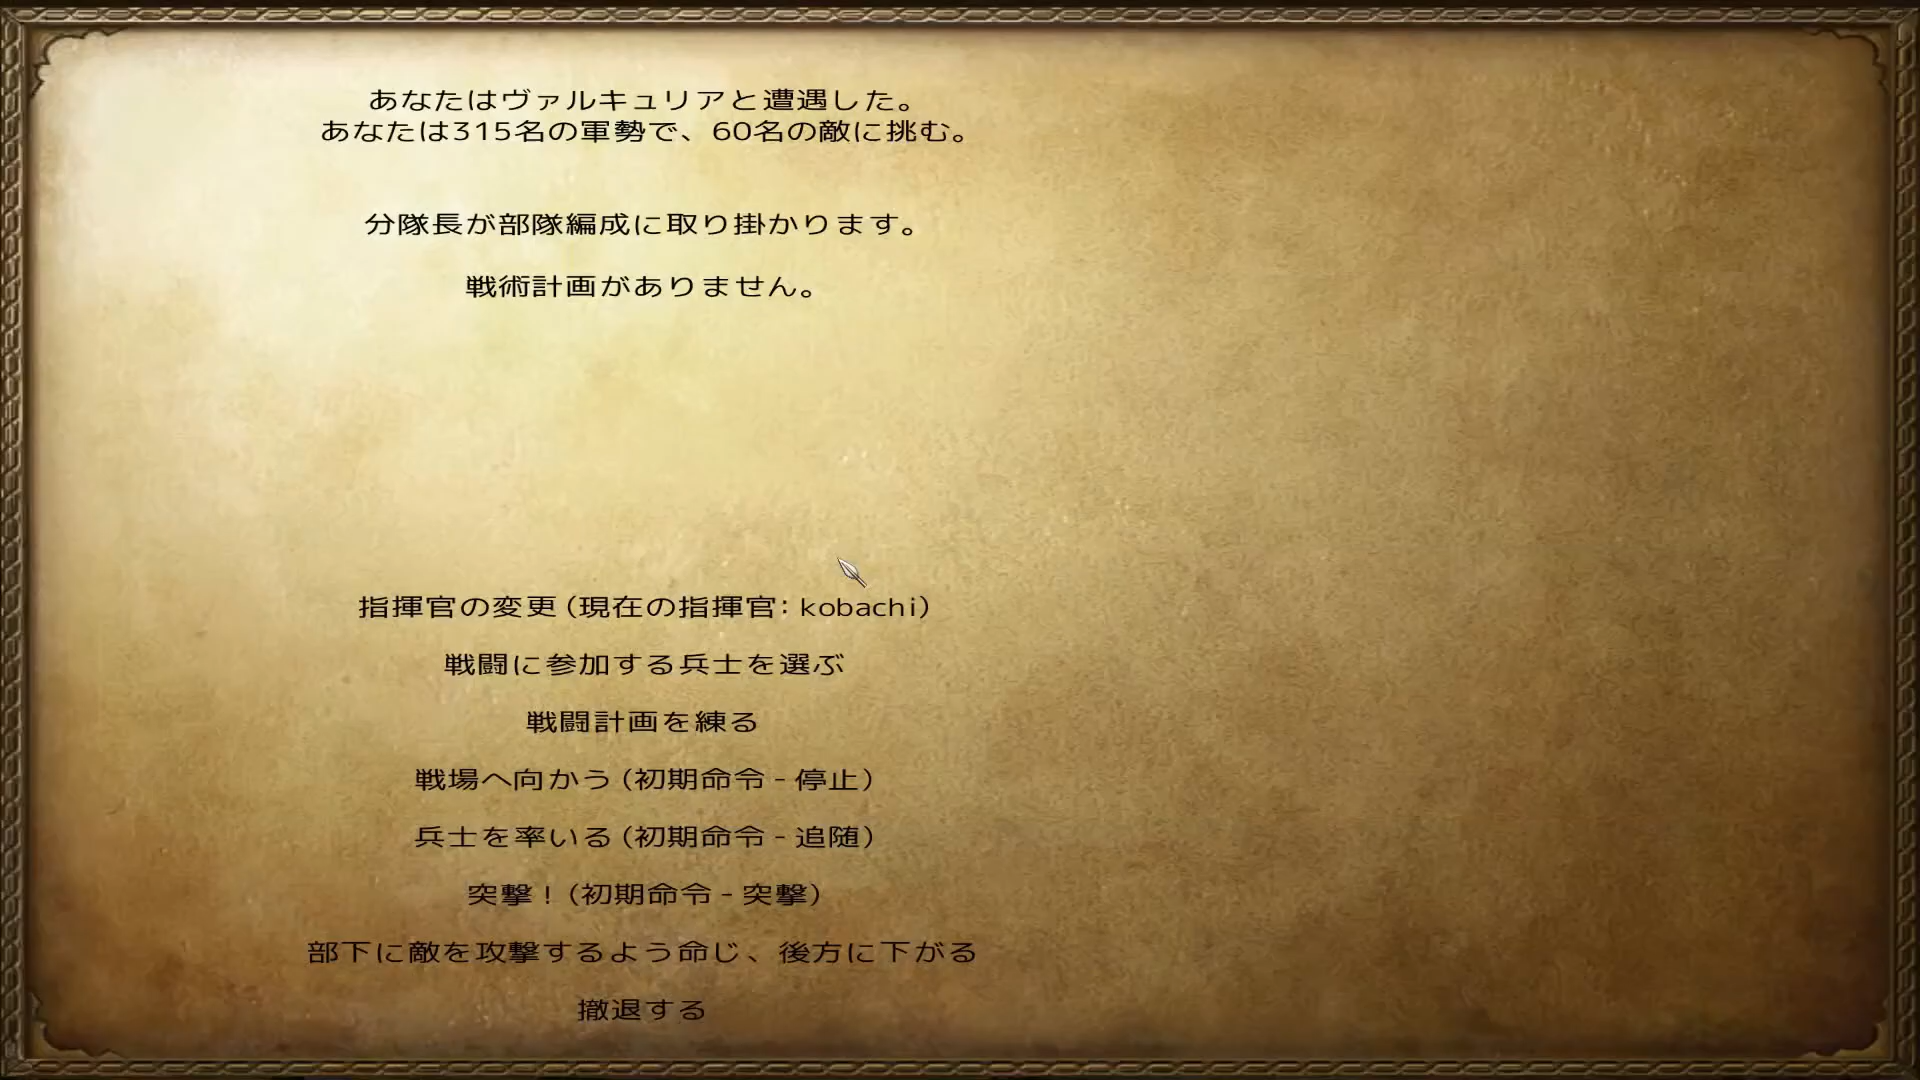 あなたはヴァルキュリアと遭遇した。
あなたは315名の軍勢で、60名の敵に挑む。
分隊長が部隊編成に取り掛かります。
戦術計画がありません。
指揮官の変更(現在の指揮官: kobachi)
戦闘に参加する兵士を選ぶ
戦闘計画を練る
戦場へ向かう(初期命令 - 停止)
兵士を率いる(初期命令 - 追随)
突撃！(初期命令 - 突撃)
部下に敵を攻撃するよう命じ、後方に下がる
撤退する